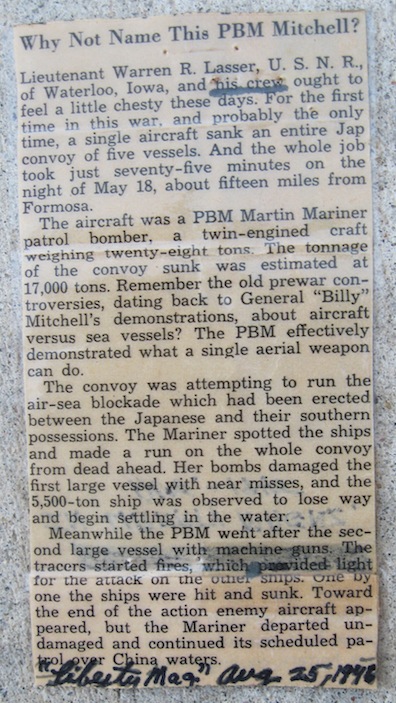 Why Not Name This PBM Mitchell?
Lieutenant Warren R. Lasser, U. S. N. R.,
of Waterloo, Iowa, and his crew ought to
feel a little chesty these days. For the first
time in this war, and probably the only
time, a single aircraft sank an entire Jap
convoy of five vessels. And the whole job
took just seventy-five minutes on the
night of May 18, about fifteen miles from
Formosa.
The aircraft was a PBM Martin Mariner
patrol bomber, a twin-engined craft
weighing twenty-eight tons. The tonnage
of the convoy sunk was estimated at
17,000 tons. Remember the old prewar con-
troversies, dating back to General "Billy"
Mitchell's demonstrations, about aircraft
versus sea vessels? The PBM effectively
demonstrated what a single aerial weapon
can do.
The convoy was attempting to run the
air-sea blockade which had been erected
between the Japanese and their southern
possessions. The Mariner spotted the ships
and made a run on the whole convoy
from dead ahead. Her bombs damaged the
first large vessel with near misses, and the
5,500-ton ship was observed to lose way
and begin settling in the water.
Meanwhile the PBM went after the sec-
ond large vessel with machine guns. The
tracers started fires, which provided light
for the attack on the other ships. One by
one the ships were hit and sunk. Toward
the end of the action enemy aircraft ap-
peared, but the Mariner departed un-
damaged and continued its scheduled pa-
trol over China waters.
"Liberty Mag." Aug 25, 1945